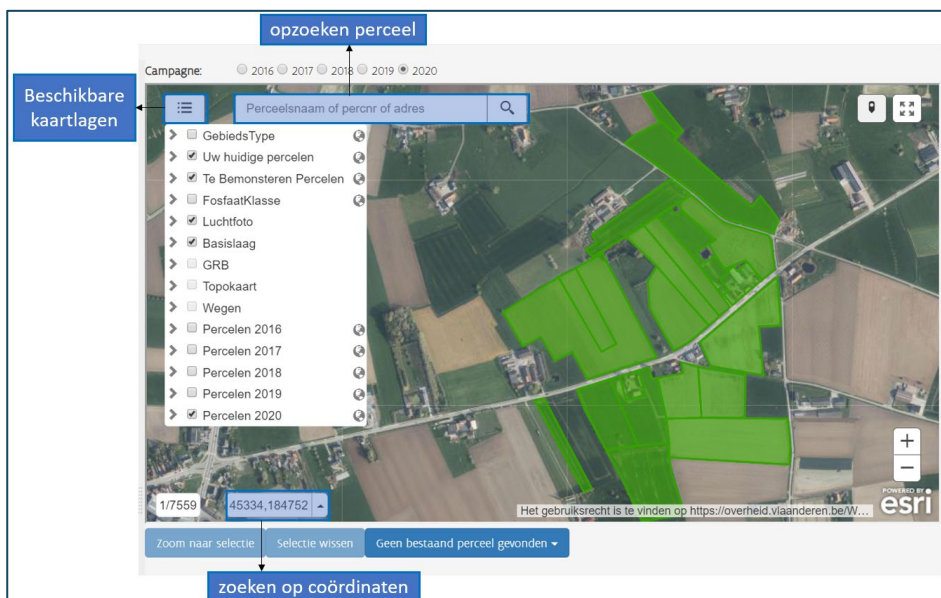 opzoeken perceel
Campagne: 2016 2017 2018 2019 2020
Beschikbare
kaartlagen
Perceelsnaam of percnr of adres
GebiedsType
Uw huidige percelen
Te Bemonsteren Percelen
FosfaatKlasse
Luchtfoto
Basislaag
GRB
Topokaart
Wegen
Percelen 2016
Percelen 2017
Percelen 2018
Percelen 2019
Percelen 2020
+
−
1/7559
45334,184752
Het gebruiksrecht is te vinden op https://overheid.vlaanderen.be/W...
POWERED BY
esri
Zoom naar selectie
Selectie wissen
Geen bestaand perceel gevonden
zoeken op coördinaten